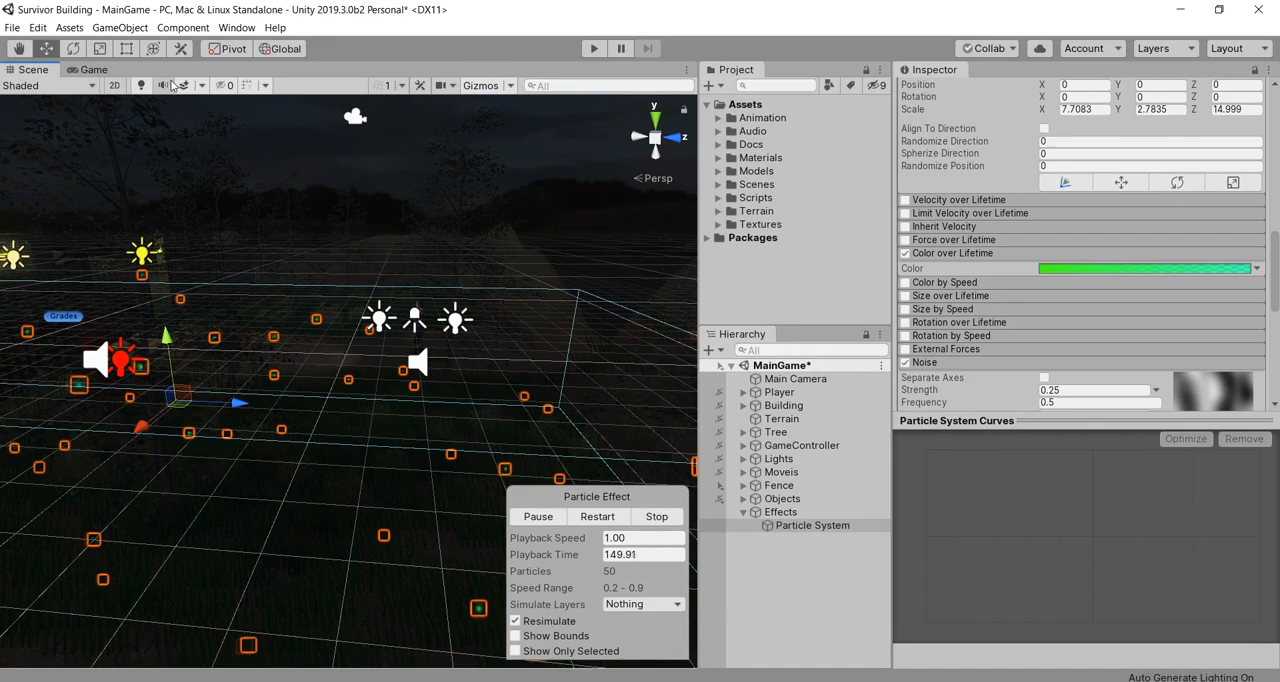 Survivor Building - MainGame - PC, Mac & Linux Standalone - Unity 2019.3.0b2 Personal* <DX11>
File Edit Assets GameObject Component Window Help
Pivot Global Collab Account Layers Layout
Scene Game
Shaded 2D 0 1 Gizmos All
y
z
Persp
Grades
Particle Effect
Pause Restart Stop
Playback Speed 1.00
Playback Time 149.91
Particles 50
Speed Range 0.2 - 0.9
Simulate Layers Nothing
Resimulate
Show Bounds
Show Only Selected
Project
9
Assets
Animation
Audio
Docs
Materials
Models
Scenes
Scripts
Terrain
Textures
Packages
Hierarchy
All
MainGame*
Main Camera
Player
Building
Terrain
Tree
GameController
Lights
Moveis
Fence
Objects
Effects
Particle System
Inspector
Position X 0 Y 0 Z 0
Rotation X 0 Y 0 Z 0
Scale X 7.7083 Y 2.7835 Z 14.999
Align To Direction
Randomize Direction 0
Spherize Direction 0
Randomize Position 0
Velocity over Lifetime
Limit Velocity over Lifetime
Inherit Velocity
Force over Lifetime
Color over Lifetime
Color
Color by Speed
Size over Lifetime
Size by Speed
Rotation over Lifetime
Rotation by Speed
External Forces
Noise
Separate Axes
Strength 0.25
Frequency 0.5
Particle System Curves
Optimize Remove
Auto Generate Lighting On